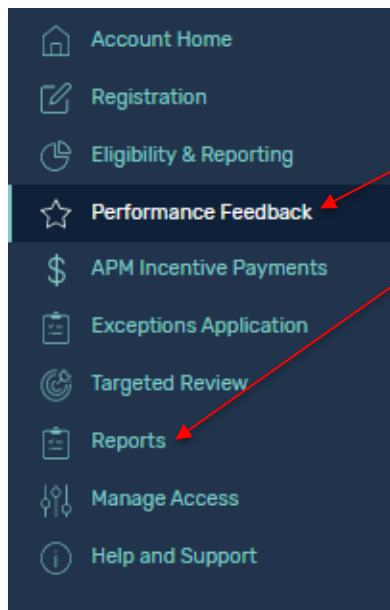 Account Home
Registration
Eligibility & Reporting
Performance Feedback
$ APM Incentive Payments
Exceptions Application
Targeted Review
Reports
Manage Access
Help and Support